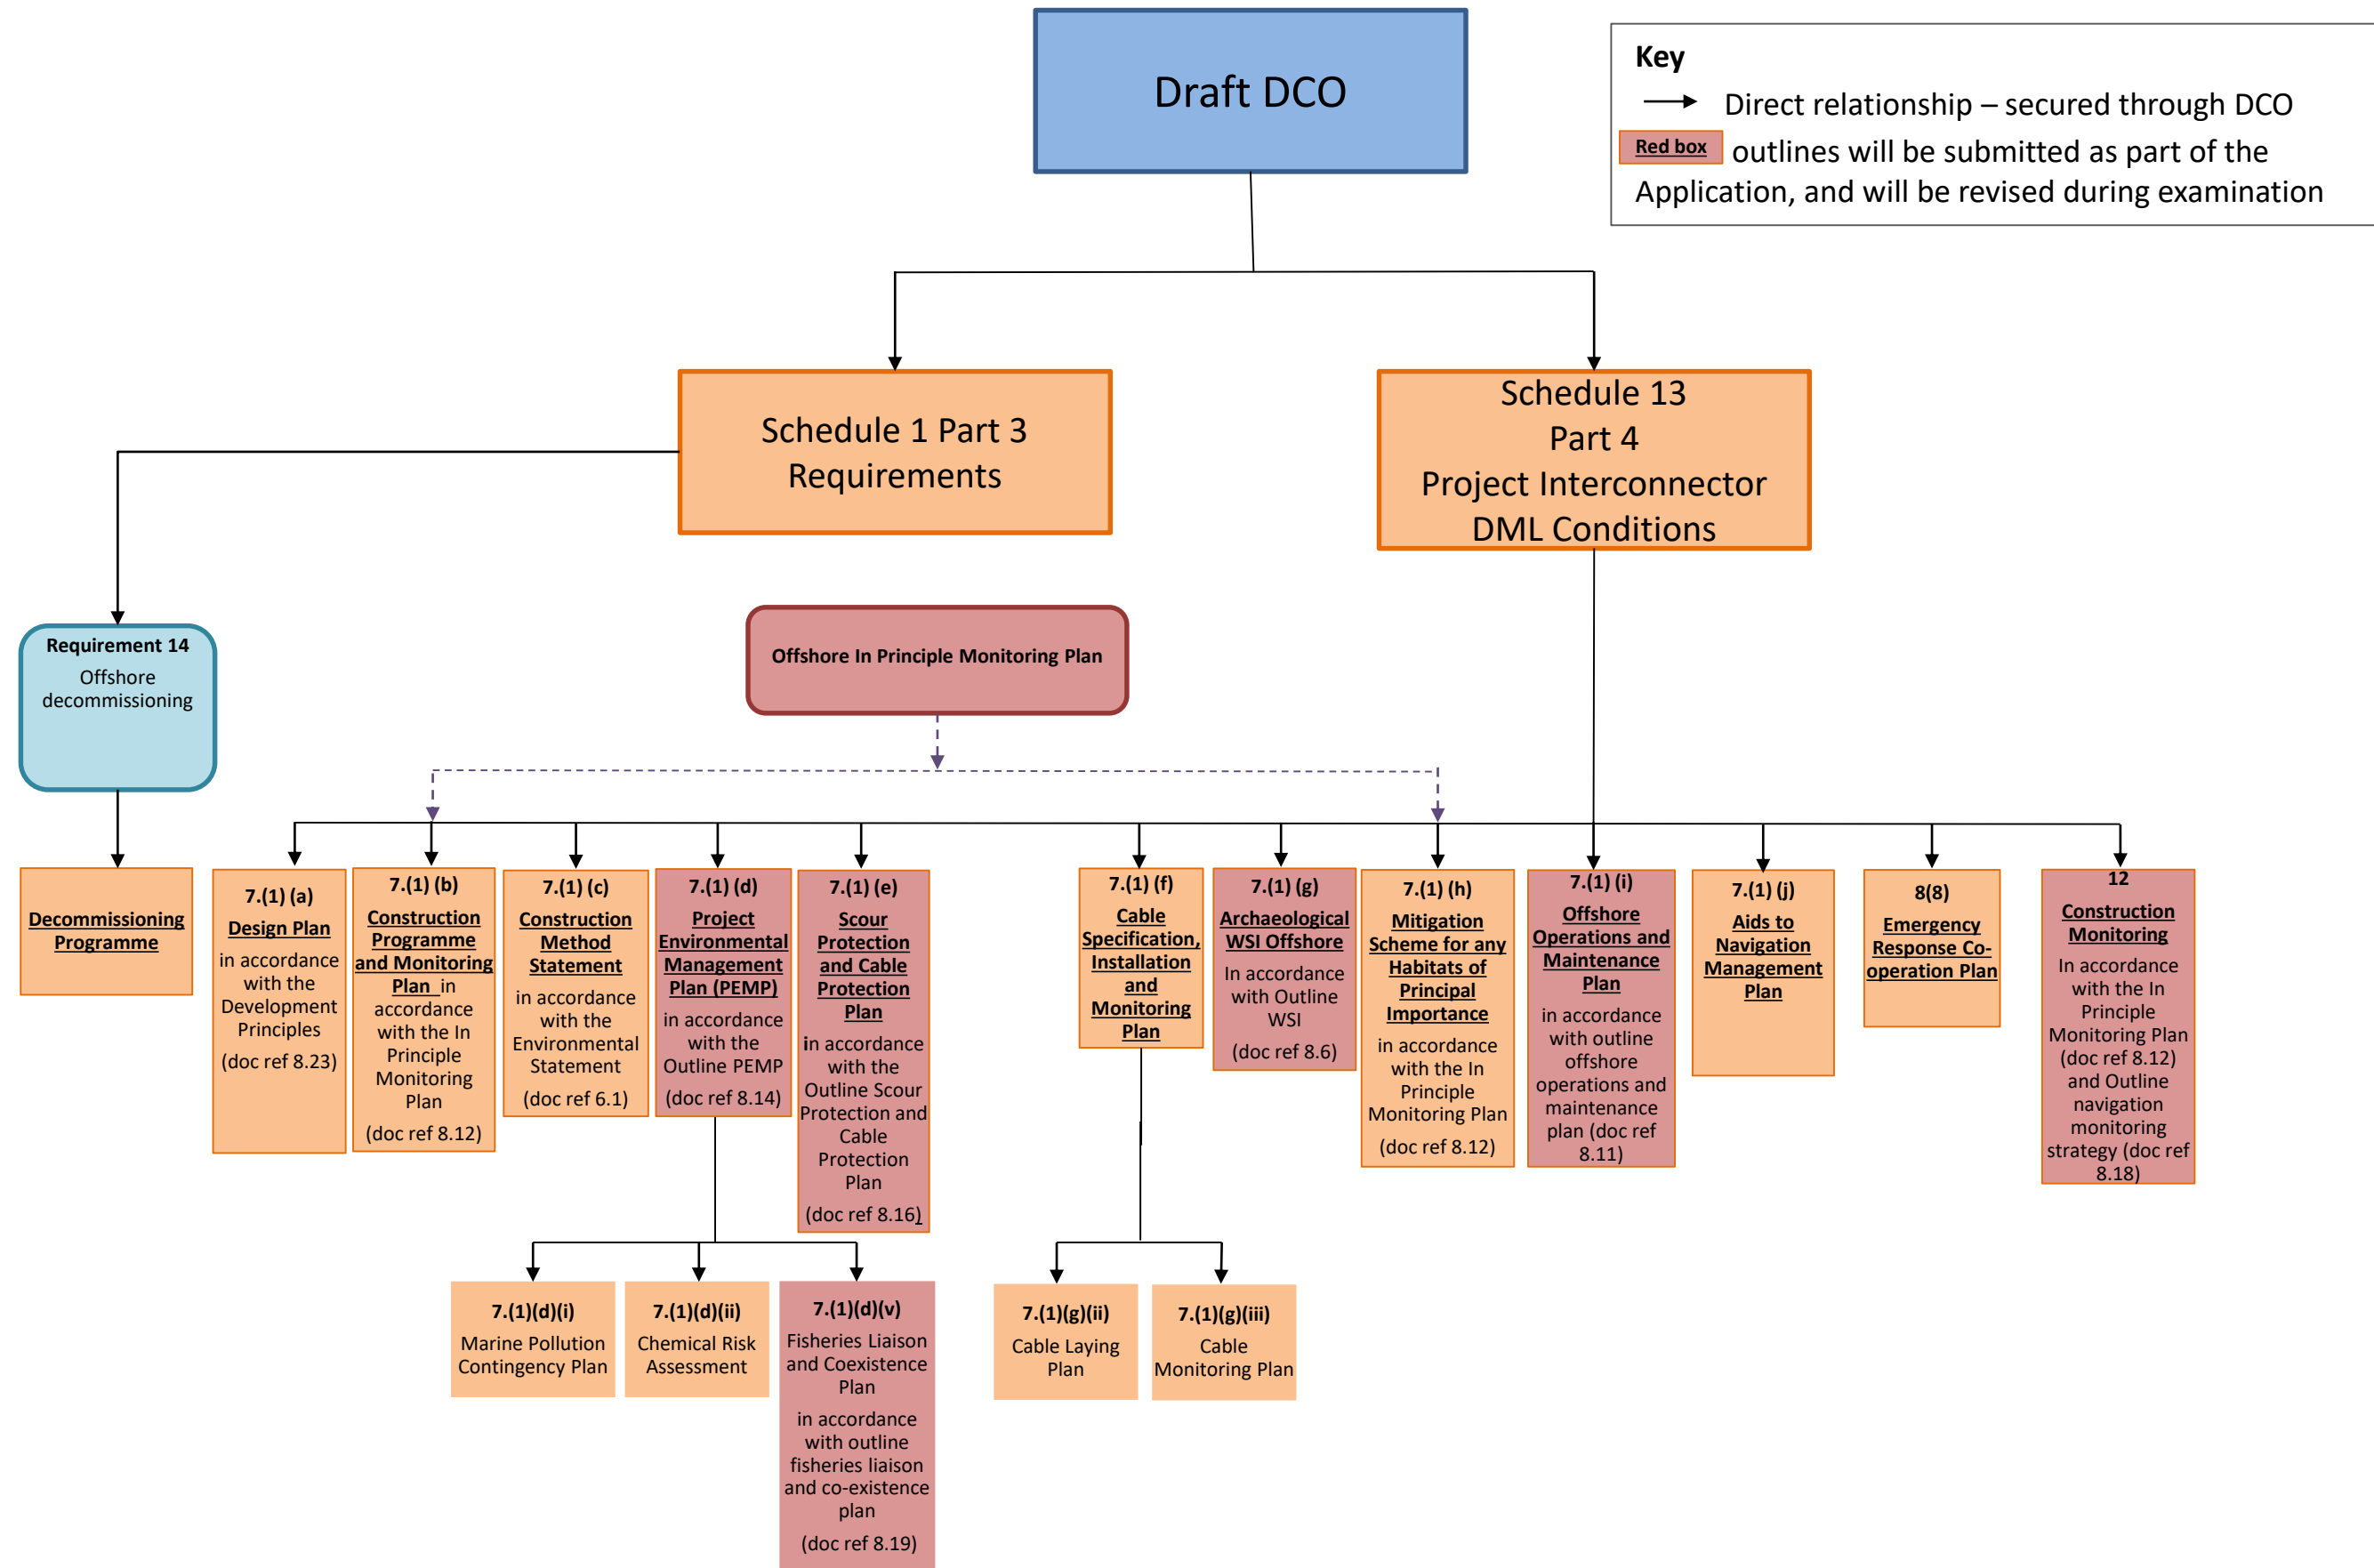 Draft DCO
Key
Direct relationship – secured through DCO
Red box outlines will be submitted as part of the
Application, and will be revised during examination
Schedule 1 Part 3
Requirements
Schedule 13
Part 4
Project Interconnector
DML Conditions
Requirement 14
Offshore
decommissioning
Offshore In Principle Monitoring Plan
Decommissioning
Programme
7.(1) (a)
Design Plan
in accordance
with the
Development
Principles
(doc ref 8.23)
7.(1) (b)
Construction
Programme
and Monitoring
Plan in
accordance
with the In
Principle
Monitoring
Plan
(doc ref 8.12)
7.(1) (c)
Construction
Method
Statement
in accordance
with the
Environmental
Statement
(doc ref 6.1)
7.(1) (d)
Project
Environmental
Management
Plan (PEMP)
in accordance
with the
Outline PEMP
(doc ref 8.14)
7.(1) (e)
Scour
Protection
and Cable
Protection
Plan
in accordance
with the
Outline Scour
Protection and
Cable
Protection
Plan
(doc ref 8.16)
7.(1) (f)
Cable
Specification,
Installation
and
Monitoring
Plan
7.(1) (g)
Archaeological
WSI Offshore
In accordance
with Outline
WSI
(doc ref 8.6)
7.(1) (h)
Mitigation
Scheme for any
Habitats of
Principal
Importance
in accordance
with the In
Principle
Monitoring Plan
(doc ref 8.12)
7.(1) (i)
Offshore
Operations and
Maintenance
Plan
in accordance
with outline
offshore
operations and
maintenance
plan (doc ref
8.11)
7.(1) (j)
Aids to
Navigation
Management
Plan
8(8)
Emergency
Response Co-
operation Plan
12
Construction
Monitoring
In accordance
with the In
Principle
Monitoring Plan
(doc ref 8.12)
and Outline
navigation
monitoring
strategy (doc ref
8.18)
7.(1)(d)(i)
Marine Pollution
Contingency Plan
7.(1)(d)(ii)
Chemical Risk
Assessment
7.(1)(d)(v)
Fisheries Liaison
and Coexistence
Plan
in accordance
with outline
fisheries liaison
and co-existence
plan
(doc ref 8.19)
7.(1)(g)(ii)
Cable Laying
Plan
7.(1)(g)(iii)
Cable
Monitoring Plan